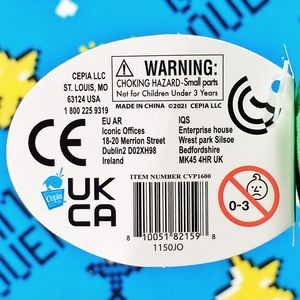 CEPIA LLC
ST. LOUIS, MO
63124 USA
1 800 225 9319
WARNING:
CHOKING HAZARD-Small parts
Not for Children Under 3 Years
MADE IN CHINA ©2021 CEPIA LLC
EU AR
Iconic Offices
18-20 Merrion Street
Dublin2 D02XH98
Ireland
IQS
Enterprise house
West park Silsoe
Bedfordshire
MK45 4HR UK
CE
Cepia
UK
CA
ITEM NUMBER CVP1600
0-3
8 10051 82159 8
1150JO